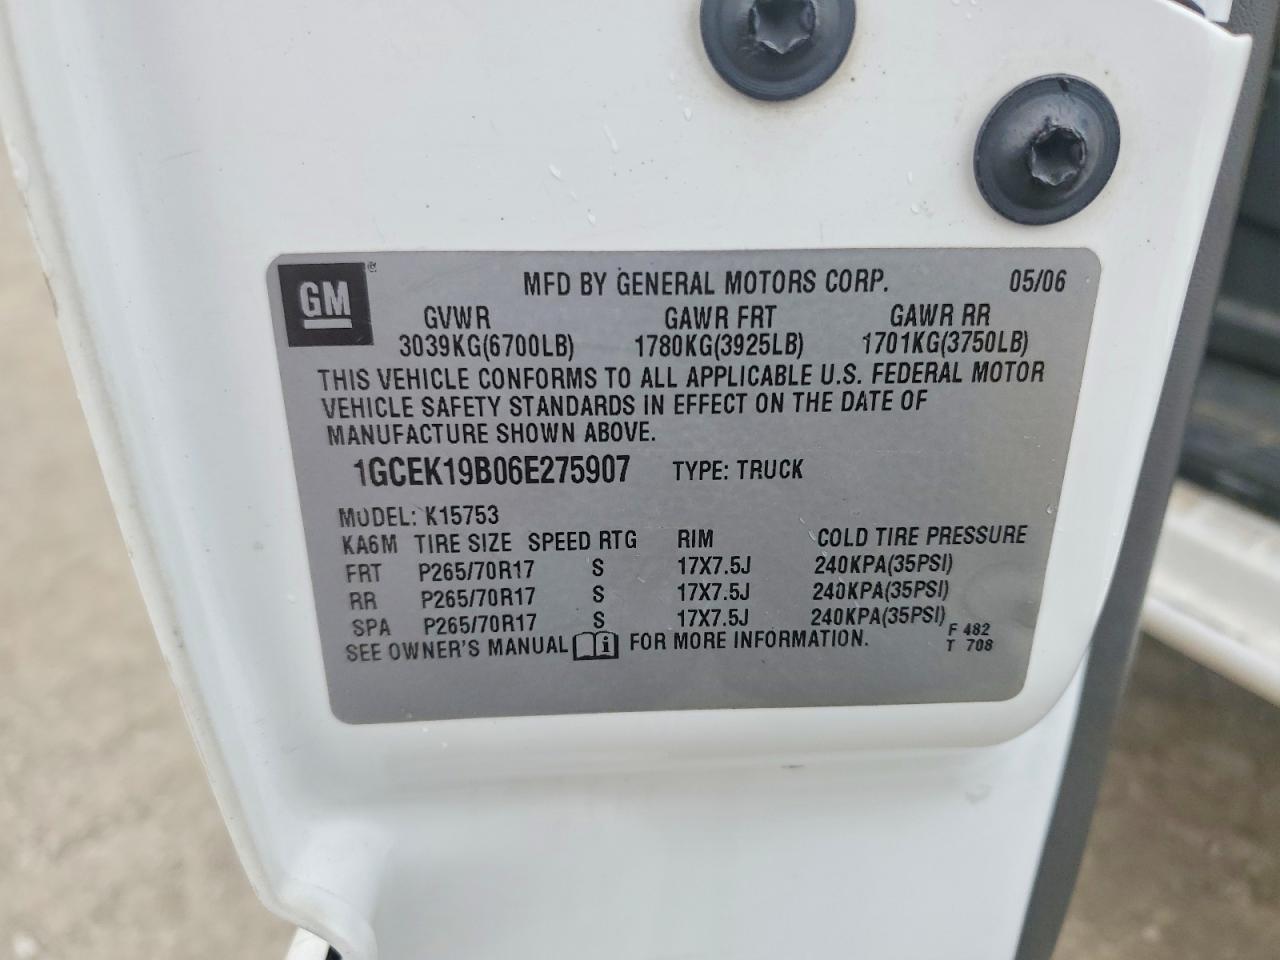 GM ®
MFD BY GENERAL MOTORS CORP. 05/06
GVWR GAWR FRT GAWR RR
3039KG(6700LB) 1780KG(3925LB) 1701KG(3750LB)
THIS VEHICLE CONFORMS TO ALL APPLICABLE U.S. FEDERAL MOTOR
VEHICLE SAFETY STANDARDS IN EFFECT ON THE DATE OF
MANUFACTURE SHOWN ABOVE.
1GCEK19B06E275907 TYPE: TRUCK
MODEL: K15753
KA6M TIRE SIZE SPEED RTG RIM COLD TIRE PRESSURE
FRT P265/70R17 S 17X7.5J 240KPA(35PSI)
RR P265/70R17 S 17X7.5J 240KPA(35PSI)
SPA P265/70R17 S 17X7.5J 240KPA(35PSI)
SEE OWNER'S MANUAL i FOR MORE INFORMATION.
F 482
T 708